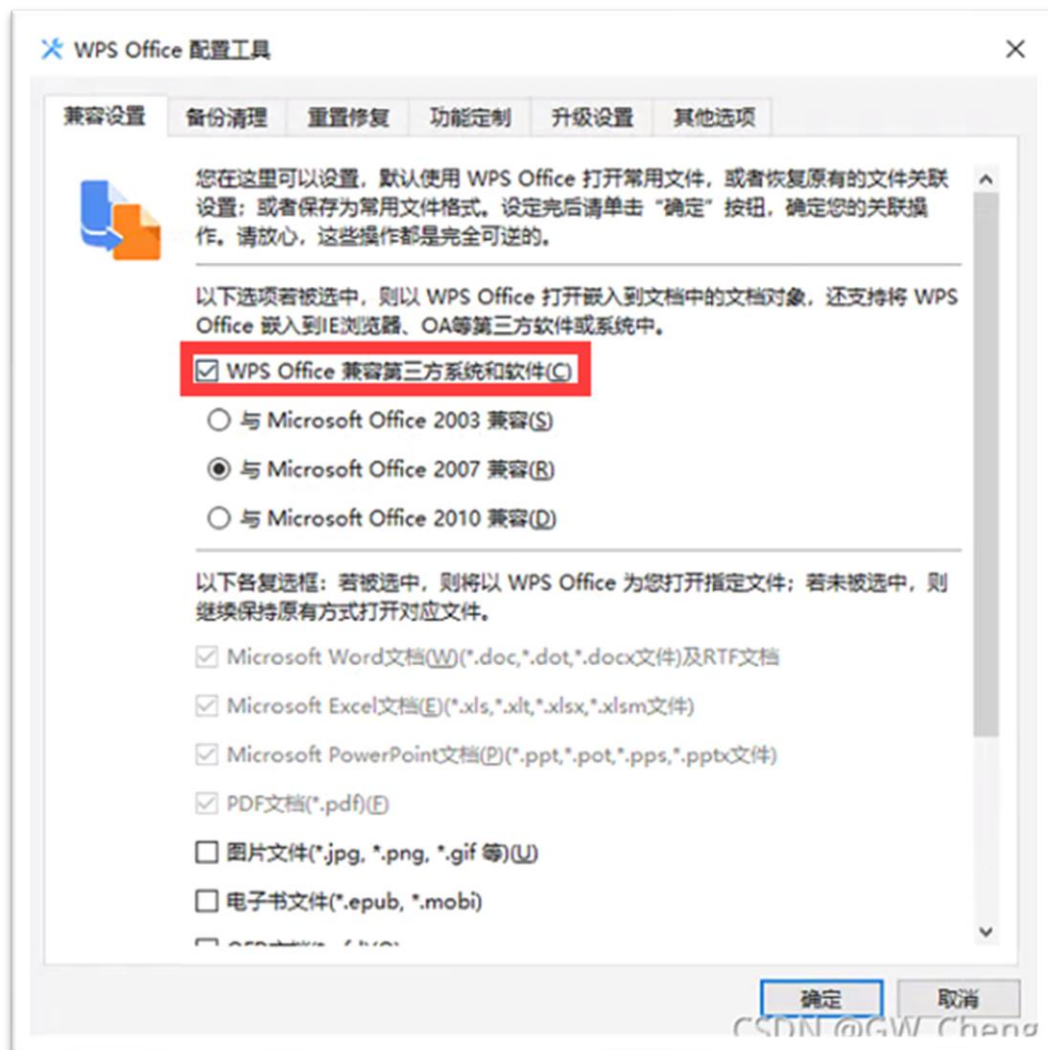 WPS Office 配置工具
兼容设置 备份清理 重置修复 功能定制 升级设置 其他选项
您在这里可以设置，默认使用 WPS Office 打开常用文件，或者恢复原有的文件关联
设置；或者保存为常用文件格式。设定完后请单击“确定”按钮，确定您的关联操
作。请放心，这些操作都是完全可逆的。
以下选项若被选中，则以 WPS Office 打开嵌入到文档中的文档对象，还支持将 WPS
Office 嵌入到IE浏览器、OA等第三方软件或系统中。
WPS Office 兼容第三方系统和软件(C)
与 Microsoft Office 2003 兼容(S)
与 Microsoft Office 2007 兼容(R)
与 Microsoft Office 2010 兼容(D)
以下各复选框：若被选中，则将以 WPS Office 为您打开指定文件；若未被选中，则
继续保持原有方式打开对应文件。
Microsoft Word文档(W)(*.doc,*.dot,*.docx文件)及RTF文档
Microsoft Excel文档(E)(*.xls,*.xlt,*.xlsx,*.xlsm文件)
Microsoft PowerPoint文档(P)(*.ppt,*.pot,*.pps,*.pptx文件)
PDF文档(*.pdf)(F)
图片文件(*.jpg, *.png, *.gif 等)(U)
电子书文件(*.epub, *.mobi)
确定 取消
CSDN @GW_Cheng